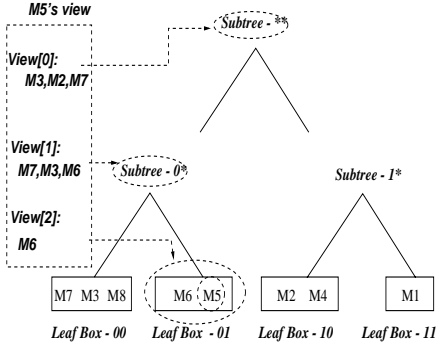 M5's view
Subtree - **
View[0]:
M3,M2,M7
View[1]:
M7,M3,M6
Subtree - 0*
Subtree - 1*
View[2]:
M6
M7 M3 M8
M6 M5
M2 M4
M1
Leaf Box - 00
Leaf Box - 01
Leaf Box - 10
Leaf Box - 11